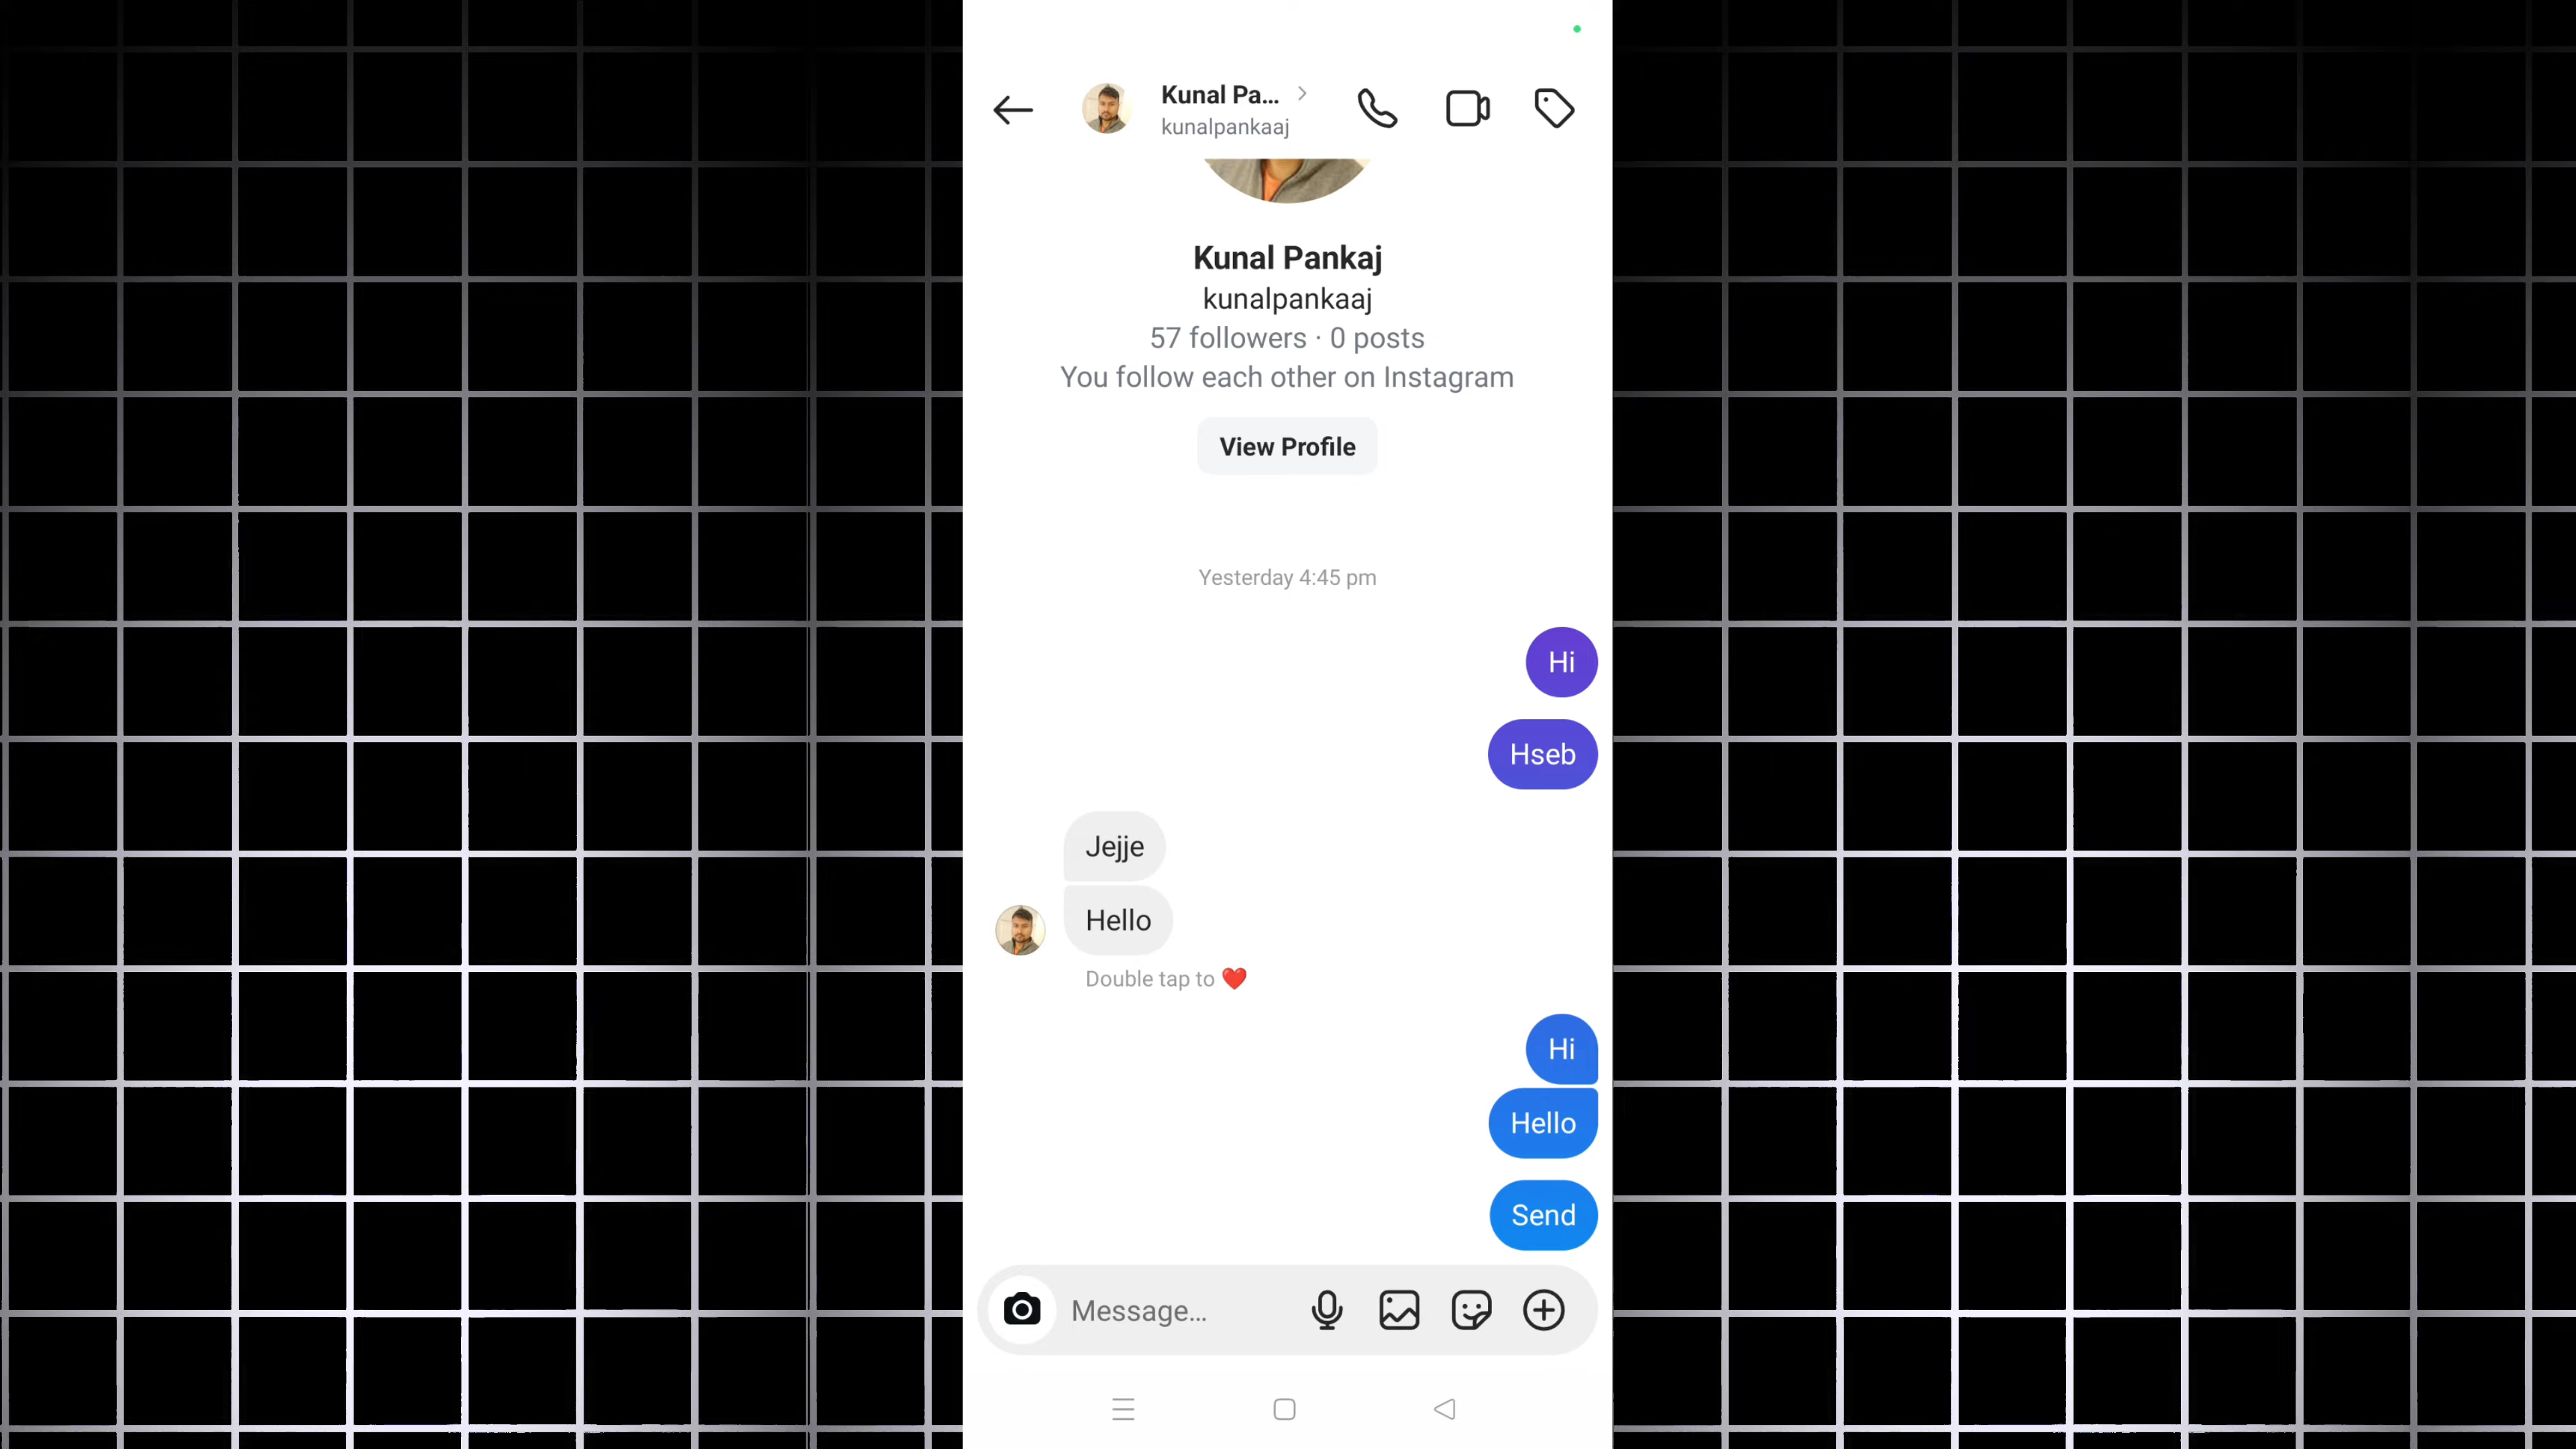 Kunal Pa...
kunalpankaaj
Kunal Pankaj
kunalpankaaj
57 followers · 0 posts
You follow each other on Instagram
View Profile
Yesterday 4:45 pm
Hi
Hseb
Jejje
Hello
Double tap to ❤️
Hi
Hello
Send
Message...